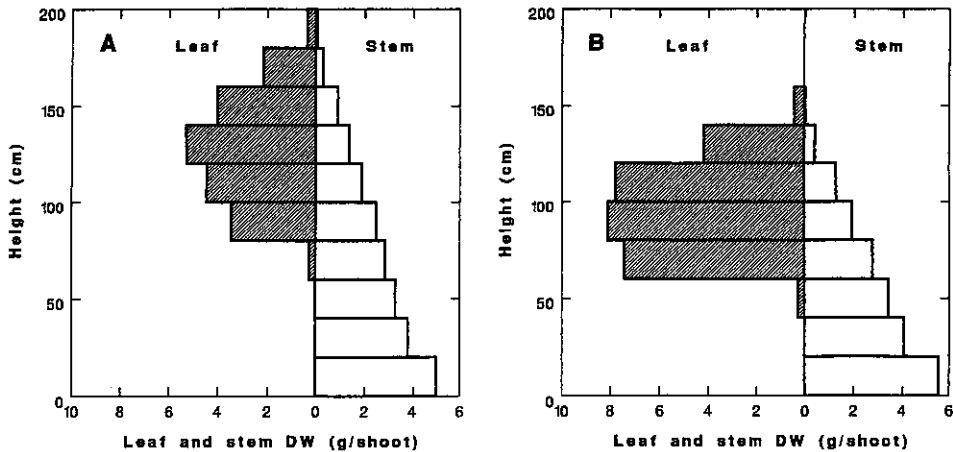 A
Leaf
Stem
200
150
100
50
0
Height (cm)
10 8 6 4 2 0 2 4 6
Leaf and stem DW (g/shoot)
B
Leaf
Stem
200
150
100
50
0
Height (cm)
10 8 6 4 2 0 2 4 6
Leaf and stem DW (g/shoot)